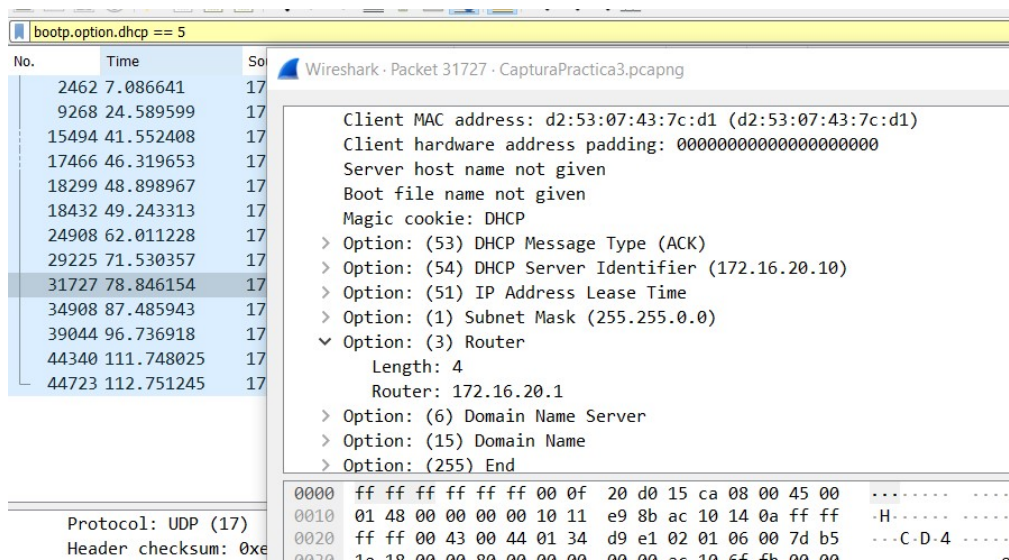 bootp.option.dhcp == 5
No. Time
Wireshark · Packet 31727 · CapturaPractica3.pcapng
2462 7.086641 17
9268 24.589599 17
15494 41.552408 17
17466 46.319653 17
18299 48.898967 17
18432 49.243313 17
24908 62.011228 17
29225 71.530357 17
31727 78.846154 17
34908 87.485943 17
39044 96.736918 17
44340 111.748025 17
44723 112.751245 17
Client MAC address: d2:53:07:43:7c:d1 (d2:53:07:43:7c:d1)
Client hardware address padding: 00000000000000000000
Server host name not given
Boot file name not given
Magic cookie: DHCP
> Option: (53) DHCP Message Type (ACK)
> Option: (54) DHCP Server Identifier (172.16.20.10)
> Option: (51) IP Address Lease Time
> Option: (1) Subnet Mask (255.255.0.0)
Option: (3) Router
Length: 4
Router: 172.16.20.1
> Option: (6) Domain Name Server
> Option: (15) Domain Name
> Option: (255) End
0000 ff ff ff ff ff ff 00 0f 20 d0 15 ca 08 00 45 00 ········ ····
0010 01 48 00 00 00 00 10 11 e9 8b ac 10 14 0a ff ff ·H······ ····
0020 ff ff 00 43 00 44 01 34 d9 e1 02 01 06 00 7d b5 ···C·D·4 ····
Protocol: UDP (17)
Header checksum: 0xe